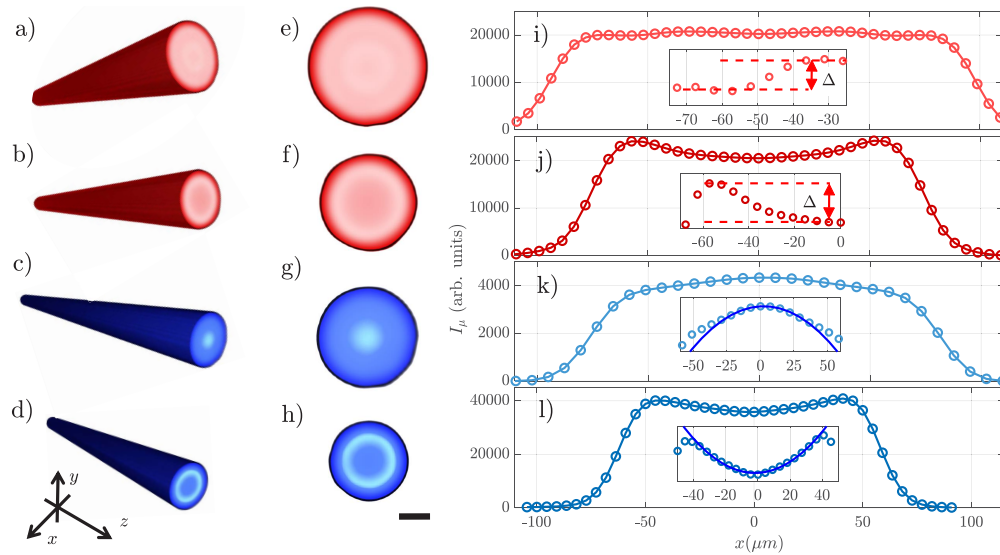 a)
b)
c)
d)
y
x
z
e)
f)
g)
h)
I_μ (arb. units)
20000
10000
0
i)
Δ
-70 -60 -50 -40 -30
20000
10000
0
j)
Δ
-60 -40 -20 0
4000
2000
0
k)
-50 -25 0 25 50
40000
20000
0
l)
-40 -20 0 20 40
-100 -50 0 50 100
x(μm)